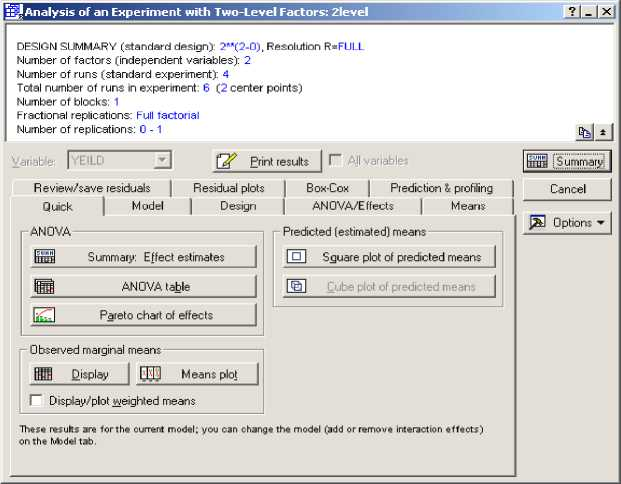 Analysis of an Experiment with Two-Level Factors: 2level
DESIGN SUMMARY (standard design): 2**(2-0), Resolution R=FULL
Number of factors (independent variables): 2
Number of runs (standard experiment): 4
Total number of runs in experiment: 6 (2 center points)
Number of blocks: 1
Fractional replications: Full factorial
Number of replications: 0 - 1
Variable: YEILD
Print results
All variables
Summary
Review/save residuals
Residual plots
Box-Cox
Prediction & profiling
Cancel
Quick
Model
Design
ANOVA/Effects
Means
Options
ANOVA
Summary: Effect estimates
ANOVA table
Pareto chart of effects
Predicted (estimated) means
Square plot of predicted means
Cube plot of predicted means
Observed marginal means
Display
Means plot
Display/plot weighted means
These results are for the current model; you can change the model (add or remove interaction effects)
on the Model tab.